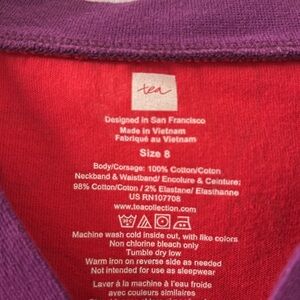 tea
Designed in San Francisco
Made in Vietnam
Fabriqué au Vietnam
Size 8
Body/Corsage: 100% Cotton/Coton
Neckband & Waistband/ Encolure & Ceinture:
98% Cotton/Coton / 2% Elastane/ Elasthanne
US RN107708
www.teacollection.com
Machine wash cold inside out, with like colors
Non chlorine bleach only
Tumble dry low
Warm iron on reverse side as needed
Not intended for use as sleepwear
Laver à la machine à l'eau froide
avec couleurs similaires